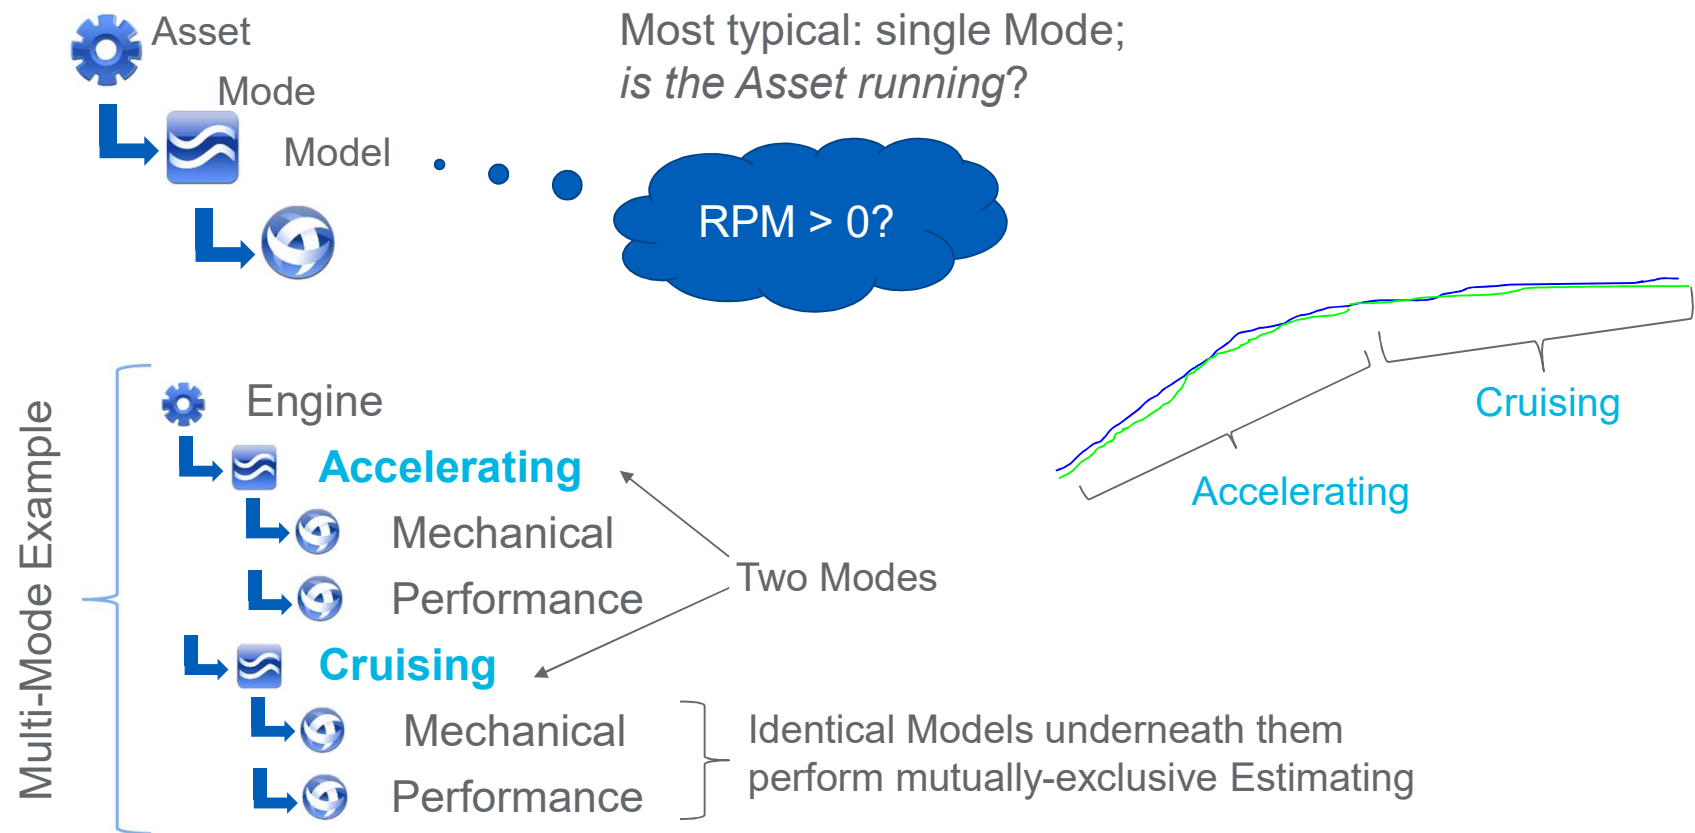 Asset
Mode
Model
Most typical: single Mode;
is the Asset running?
RPM > 0?
Cruising
Accelerating
Multi-Mode Example
Engine
Accelerating
Mechanical
Performance
Two Modes
Cruising
Mechanical
Performance
Identical Models underneath them
perform mutually-exclusive Estimating